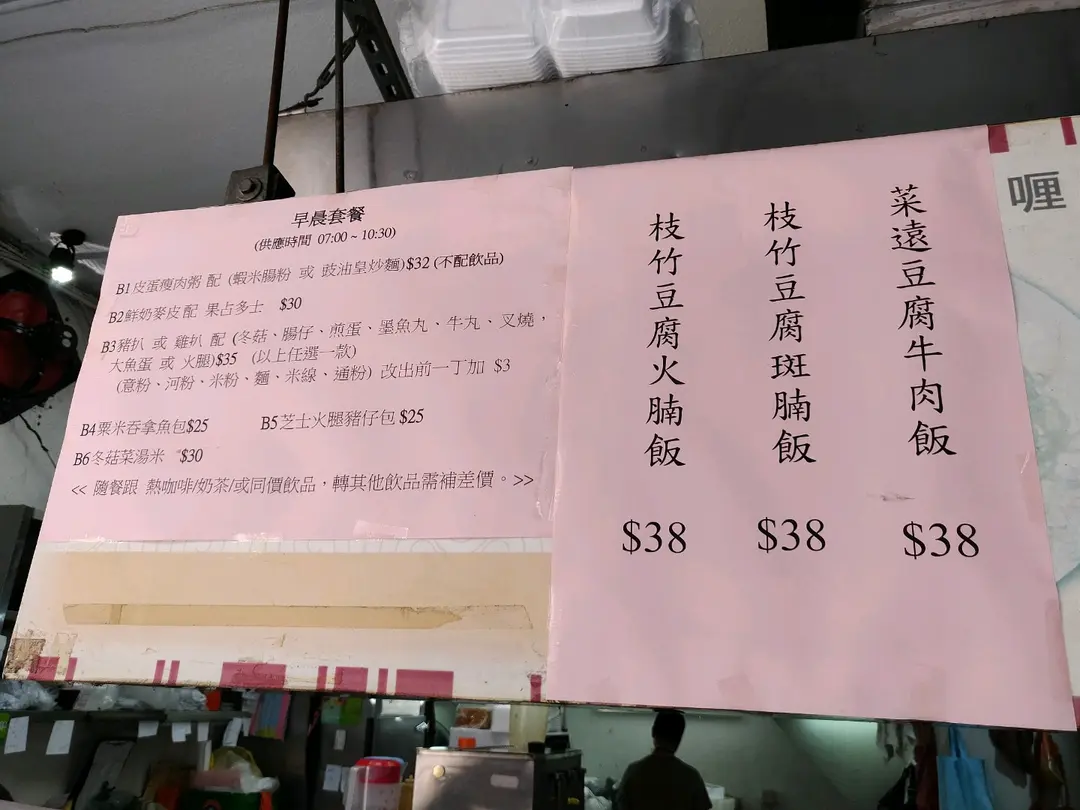 早晨套餐
(供應時間 07:00 ~ 10:30)
B1皮蛋瘦肉粥 配 (蝦米腸粉 或 豉油皇炒麵)$32 (不配飲品)
B2鮮奶麥皮 配 果占多士 $30
B3豬扒 或 雞扒 配 (冬菇、腸仔、煎蛋、墨魚丸、牛丸、叉燒，
大魚蛋 或 火腿)$35 (以上任選一款)
(意粉、河粉、米粉、麵、米線、通粉) 改出前一丁加 $3
B4粟米吞拿魚包$25 B5芝士火腿豬仔包 $25
B6冬菇菜湯米 $30
<< 隨餐跟 熱咖啡/奶茶/或同價飲品，轉其他飲品需補差價。>>
菜遠豆腐牛肉飯
$38
枝竹豆腐斑腩飯
$38
枝竹豆腐火腩飯
$38
喱